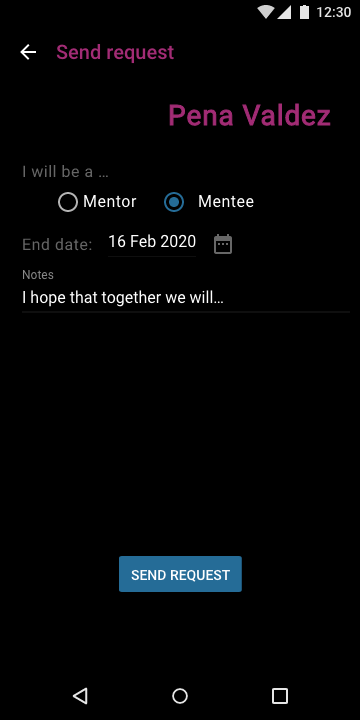 12:30
Send request
Pena Valdez
I will be a ...
Mentor Mentee
End date: 16 Feb 2020
Notes
I hope that together we will...
SEND REQUEST